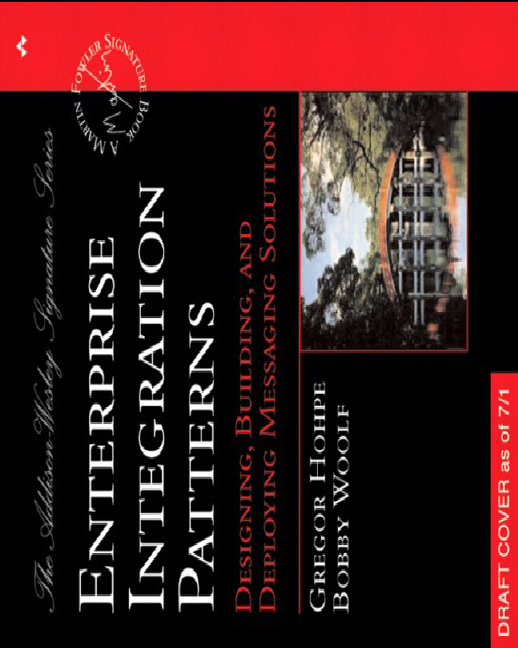 The Addison-Wesley Signature Series
A MARTIN FOWLER SIGNATURE BOOK
Martin
ENTERPRISE
INTEGRATION
PATTERNS
DESIGNING, BUILDING, AND
DEPLOYING MESSAGING SOLUTIONS
GREGOR HOHPE
BOBBY WOOLF
DRAFT COVER as of 7/1